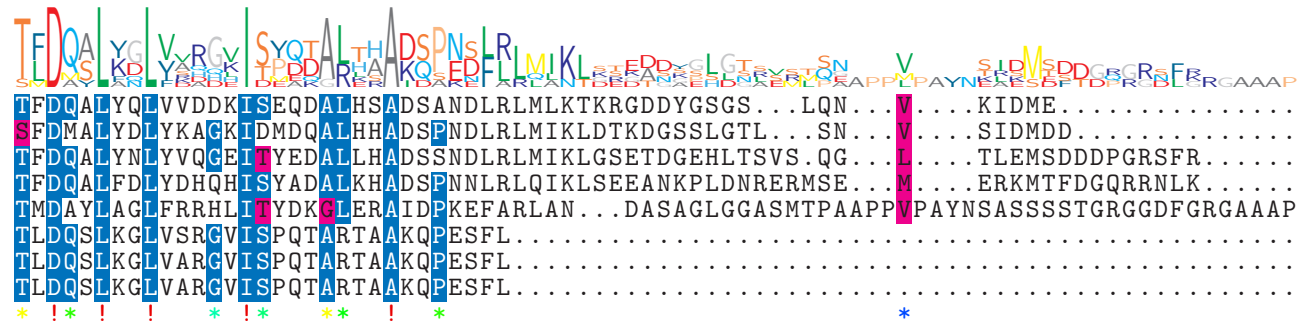 TFDQALYQLVVDDKISEQDALHSADSANDLRLMLKTKRGDDYGSGS...LQN...V....KIDME...............
SFDMALYDLYKAGKIDMDQALHHADSPNDLRLMIKLDTKDGSSLGTL...SN...V....SIDMDD..............
TFDQALYNLYVQGEITYEDALLHADSSNDLRLMIKLGSETDGEHLTSVS.QG...L....TLEMSDDDPGRSFR......
TFDQALFDLYDHQHISYADALKHADSPNNLRLQIKLSEEANKPLDNRERMSE...M....ERKMTFDGQRRNLK......
TMDAYLAGLFRRHLITYDKGLERAIDPKEFARLAN...DASAGLGGASMTPAAPPVPAYNSASSSSTGRGGDFGRGAAAP
TLDQSLKGLVSRGVISPQTARTAAKQPESFL.................................................
TLDQSLKGLVARGVISPQTARTAAKQPESFL.................................................
TLDQSLKGLVARGVISPQTARTAAKQPESFL.................................................
* !* ! ! * !* ** ! * *